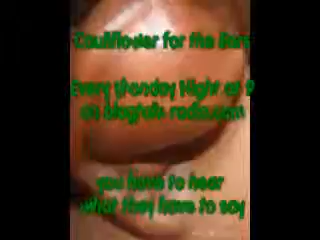 Cauliflower for the Ears
Every Monday Night at 9
on blogtalk radio.com
you have to hear
what they have to say